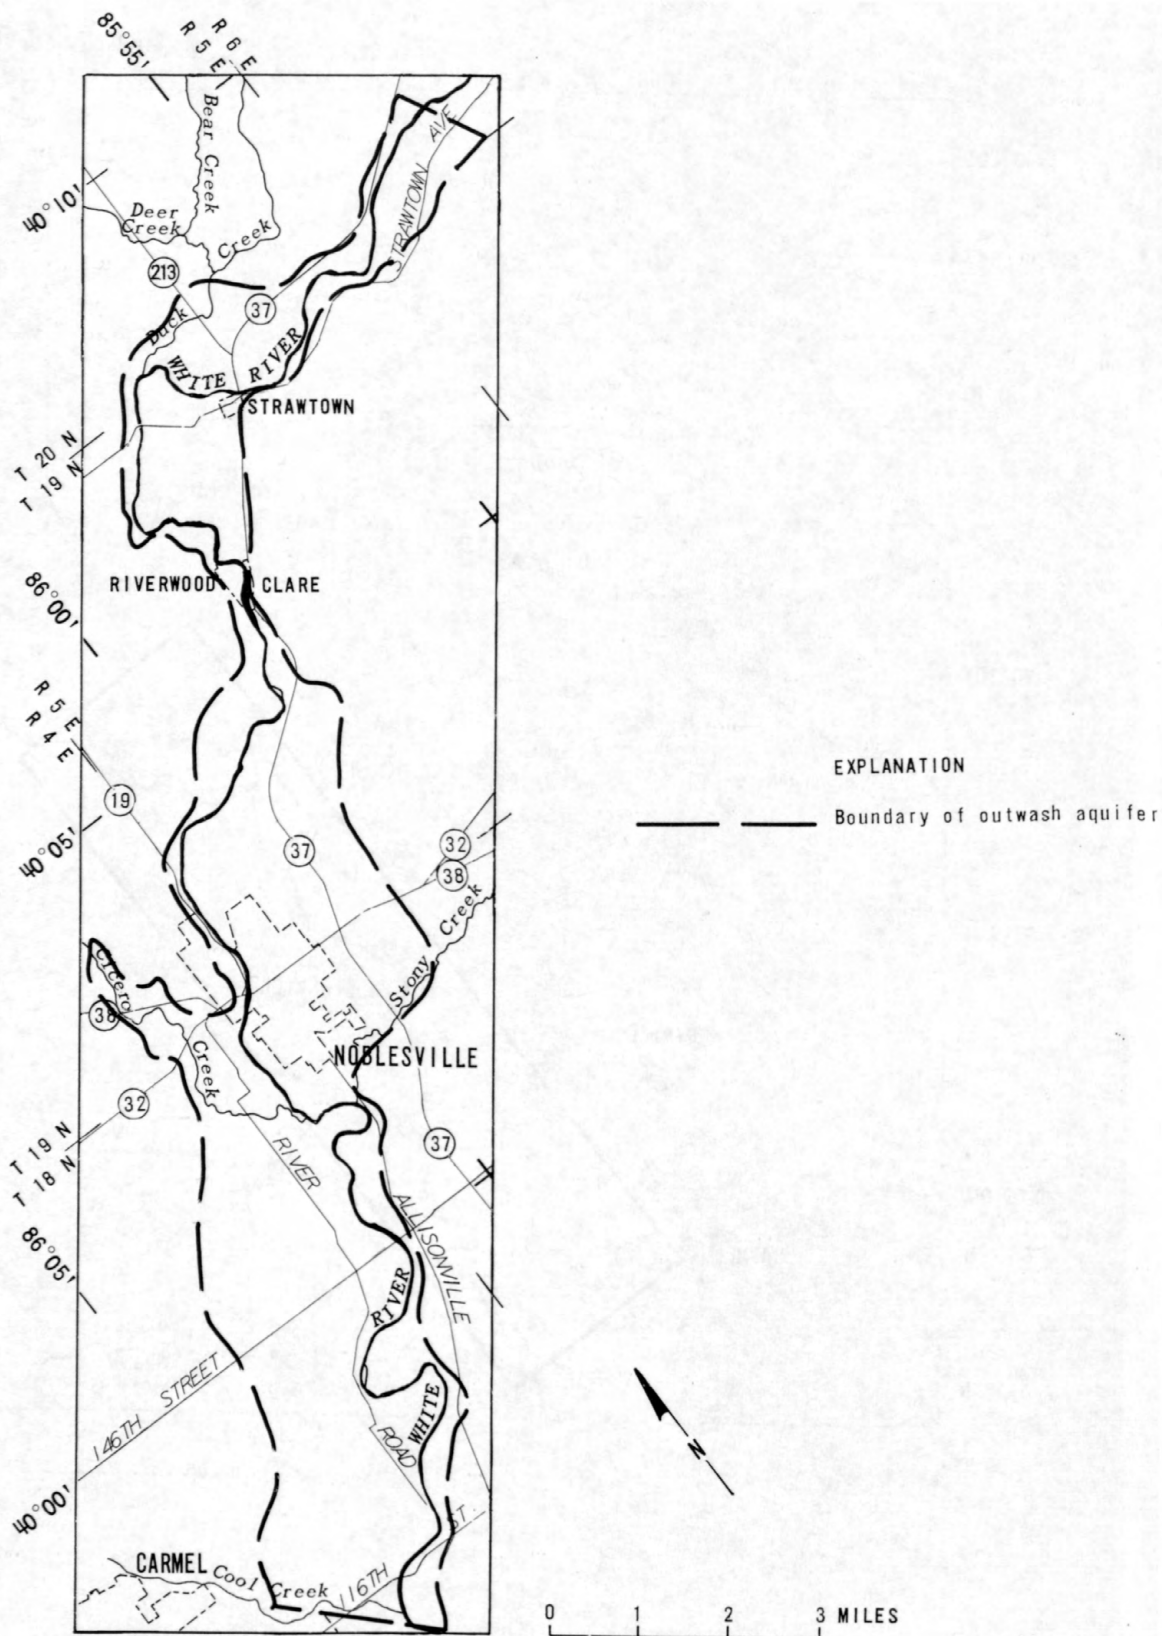 85°55'
R 5 E
R 6 E
Bear Creek
40°10'
Deer
Creek
Creek
AVE
STRAWTOWN
213
37
Duck
WHITE RIVER
STRAWTOWN
T 20 N
T 19 N
RIVERWOOD
CLARE
86°00'
R 5 E
R 4 E
EXPLANATION
Boundary of outwash aquifer
19
40°05'
37
32
38
Stony Creek
Cicero
38
Creek
NOBLESVILLE
32
T 19 N
T 18 N
RIVER
37
86°05'
ALLISONVILLE
RIVER
146TH STREET
WHITE
ROAD
N
40°00'
ST.
CARMEL
Cool Creek
116TH
0 1 2 3 MILES